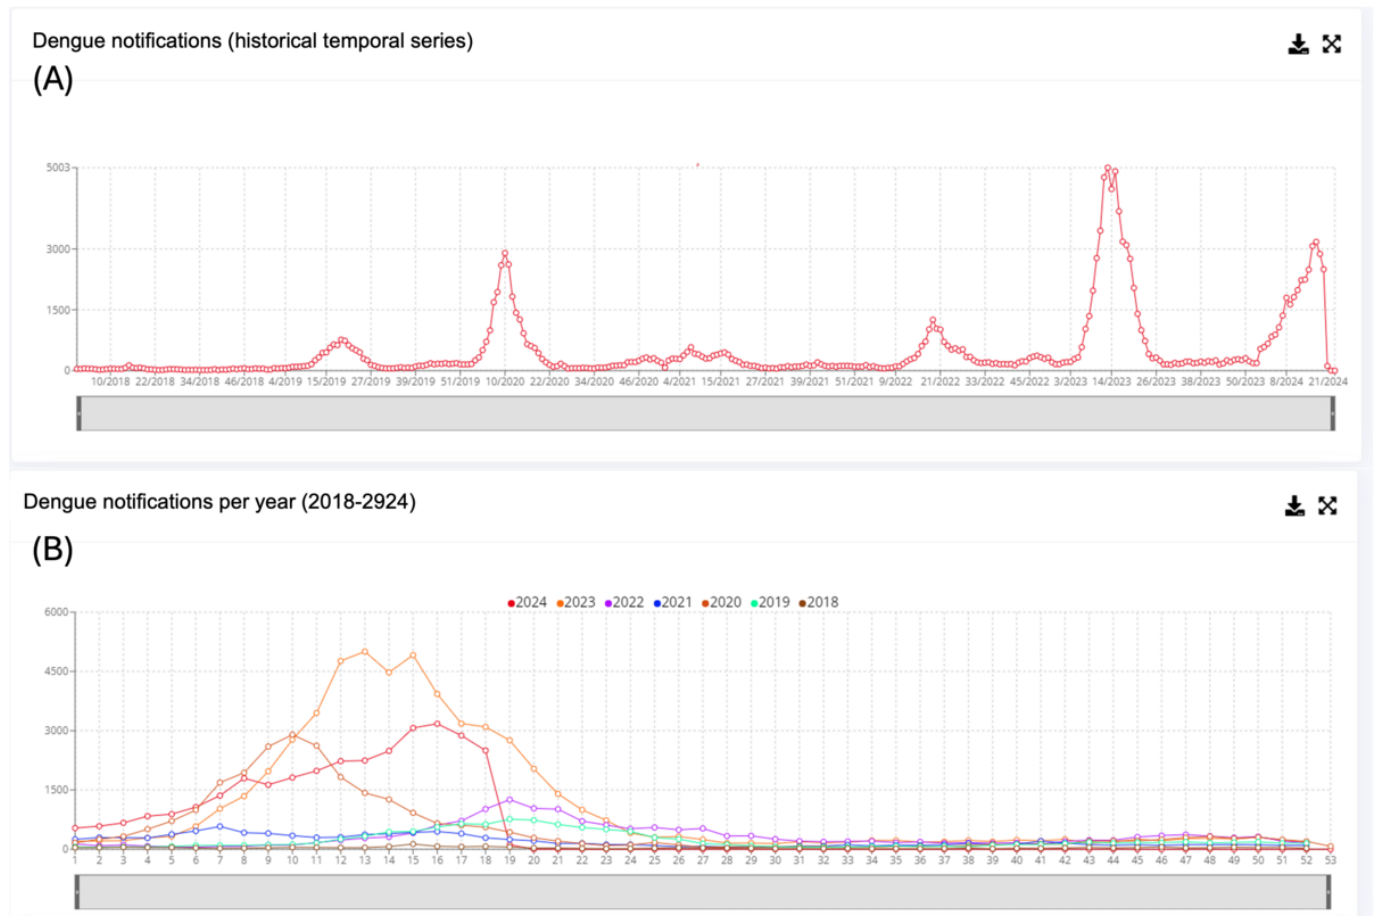 Dengue notifications (historical temporal series)
(A)
5003
3000
1500
0
10/2018 22/2018 34/2018 46/2018 4/2019 15/2019 27/2019 39/2019 51/2019 10/2020 22/2020 34/2020 46/2020 4/2021 15/2021 27/2021 39/2021 51/2021 9/2022 21/2022 33/2022 45/2022 3/2023 14/2023 26/2023 38/2023 50/2023 8/2024 21/2024
Dengue notifications per year (2018-2924)
(B)
2024 2023 2022 2021 2020 2019 2018
6000
4500
3000
1500
0
1 2 3 4 5 6 7 8 9 10 11 12 13 14 15 16 17 18 19 20 21 22 23 24 25 26 27 28 29 30 31 32 33 34 35 36 37 38 39 40 41 42 43 44 45 46 47 48 49 50 51 52 53